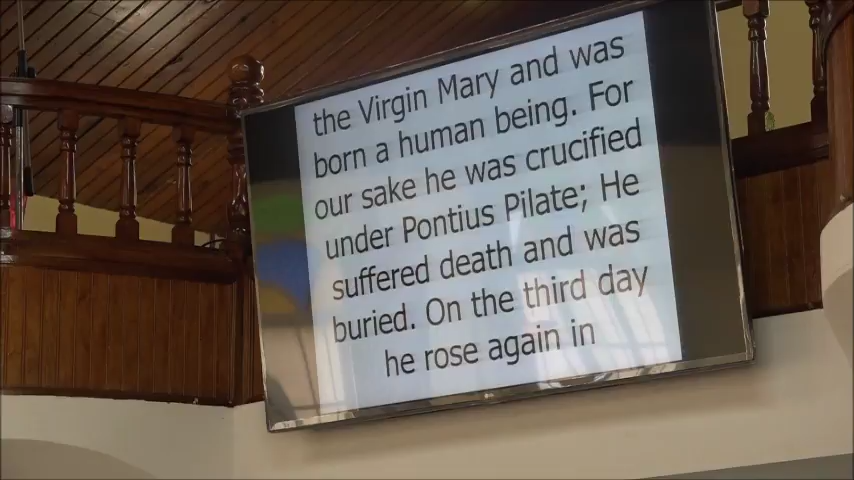 the Virgin Mary and was
born a human being. For
our sake he was crucified
under Pontius Pilate; He
suffered death and was
buried. On the third day
he rose again in